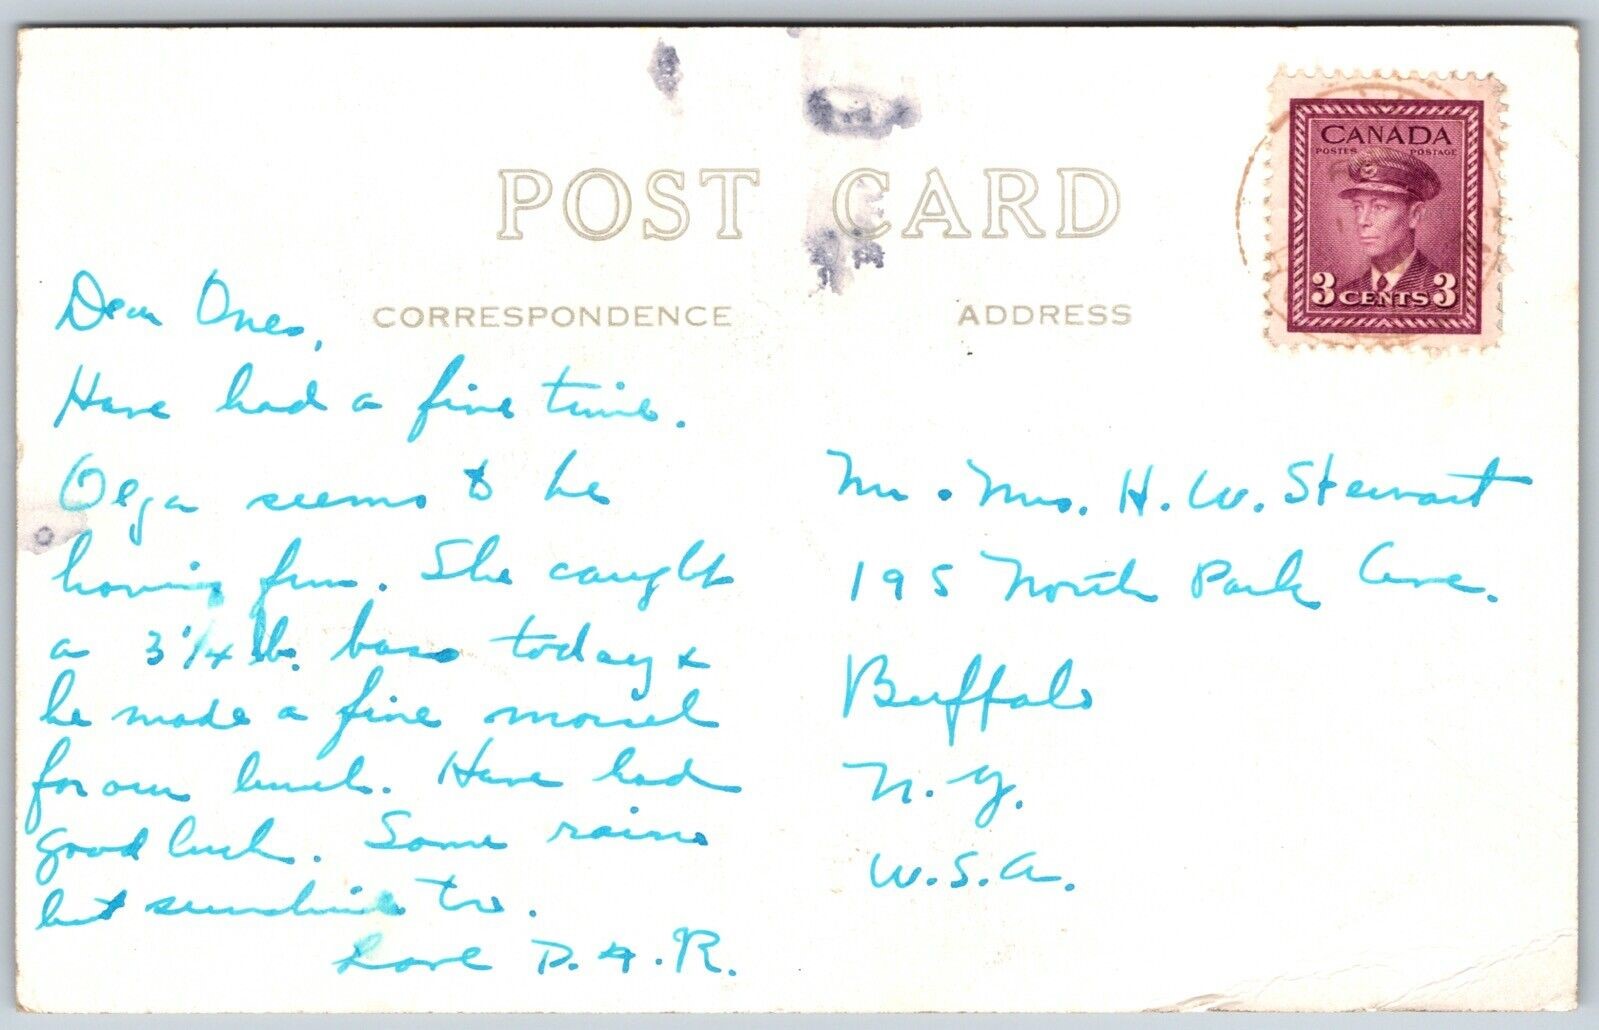 POST CARD
CORRESPONDENCE
ADDRESS
CANADA
POSTES POSTAGE
3 CENTS 3
Dear Ones,
Have had a fine time.
Olga seems to be
having fun. She caught
a 3 1/4 lb. bass today &
he made a fine morsel
for our lunch. Have had
good luck. Some rain
but sunshine too.
Love D. A. R.
Mr. Mrs. H. W. Stewart
195 North Park Ave.
Buffalo
N. Y.
U.S.A.